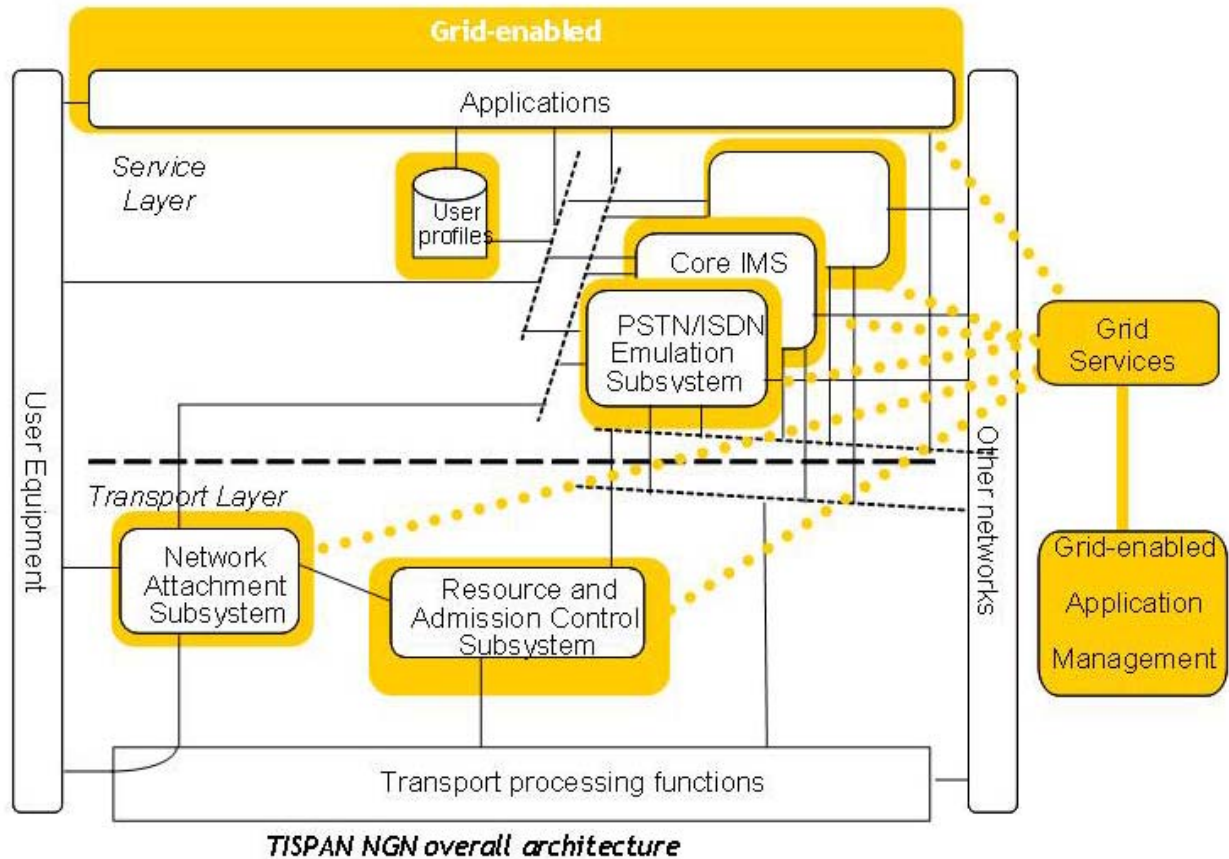 Grid-enabled
Applications
Service
Layer
User
profiles
Core IMS
PSTN/ISDN
Emulation
Subsystem
Grid
Services
User Equipment
Other networks
Transport Layer
Network
Attachment
Subsystem
Resource and
Admission Control
Subsystem
Grid-enabled
Application
Management
Transport processing functions
TISPAN NGN overall architecture